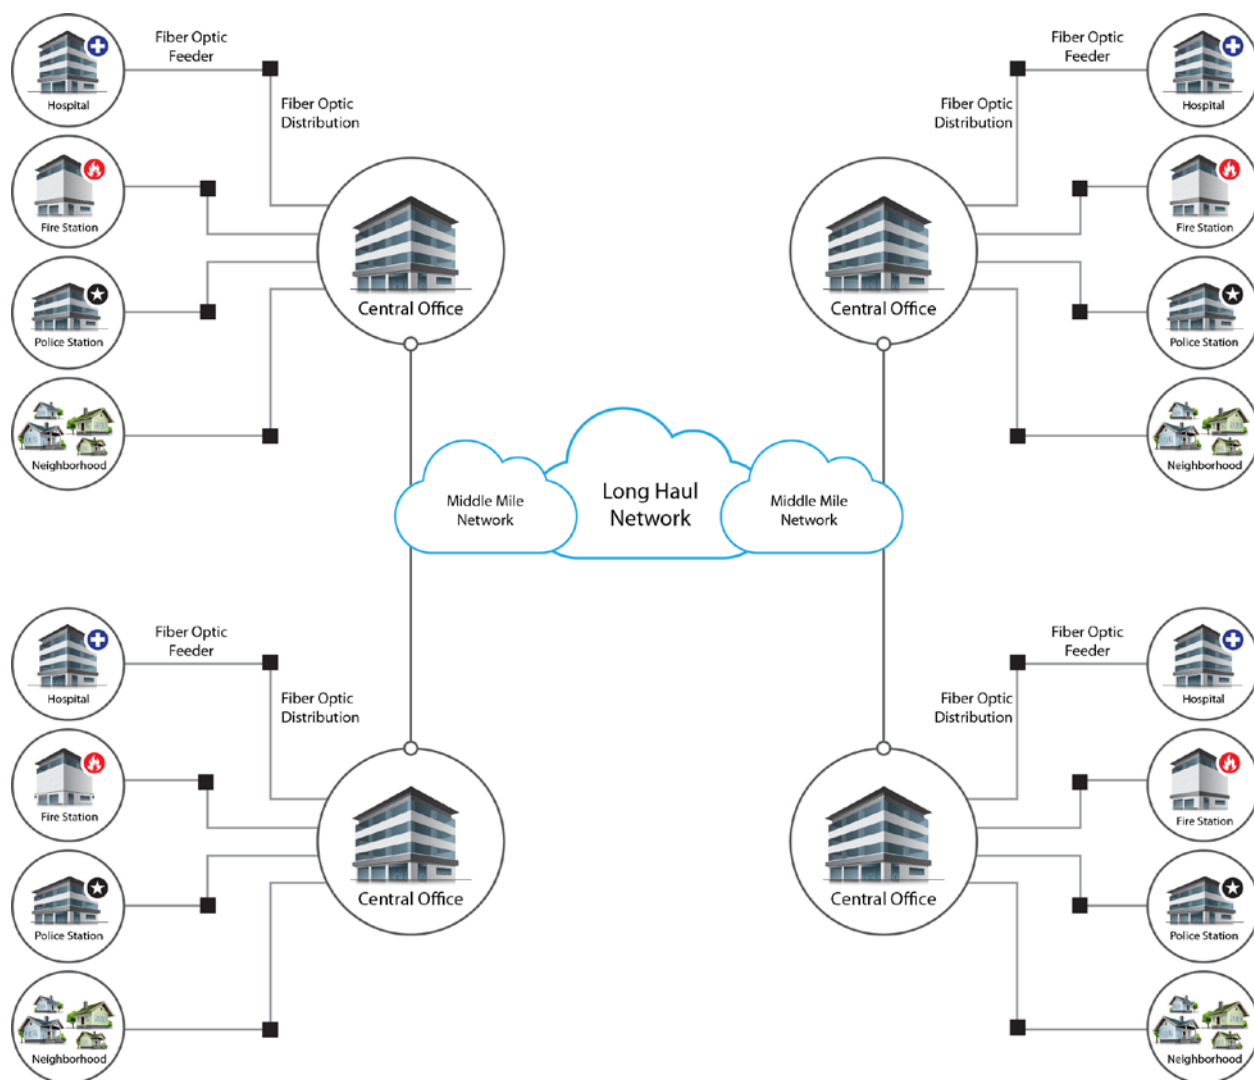 Fiber Optic
Feeder
Hospital
Fiber Optic
Distribution
Fire Station
Police Station
Neighborhood
Central Office
Fiber Optic
Feeder
Hospital
Fiber Optic
Distribution
Fire Station
Police Station
Neighborhood
Central Office
Middle Mile
Network
Long Haul
Network
Middle Mile
Network
Fiber Optic
Feeder
Hospital
Fiber Optic
Distribution
Fire Station
Police Station
Neighborhood
Central Office
Fiber Optic
Feeder
Hospital
Fiber Optic
Distribution
Fire Station
Police Station
Neighborhood
Central Office